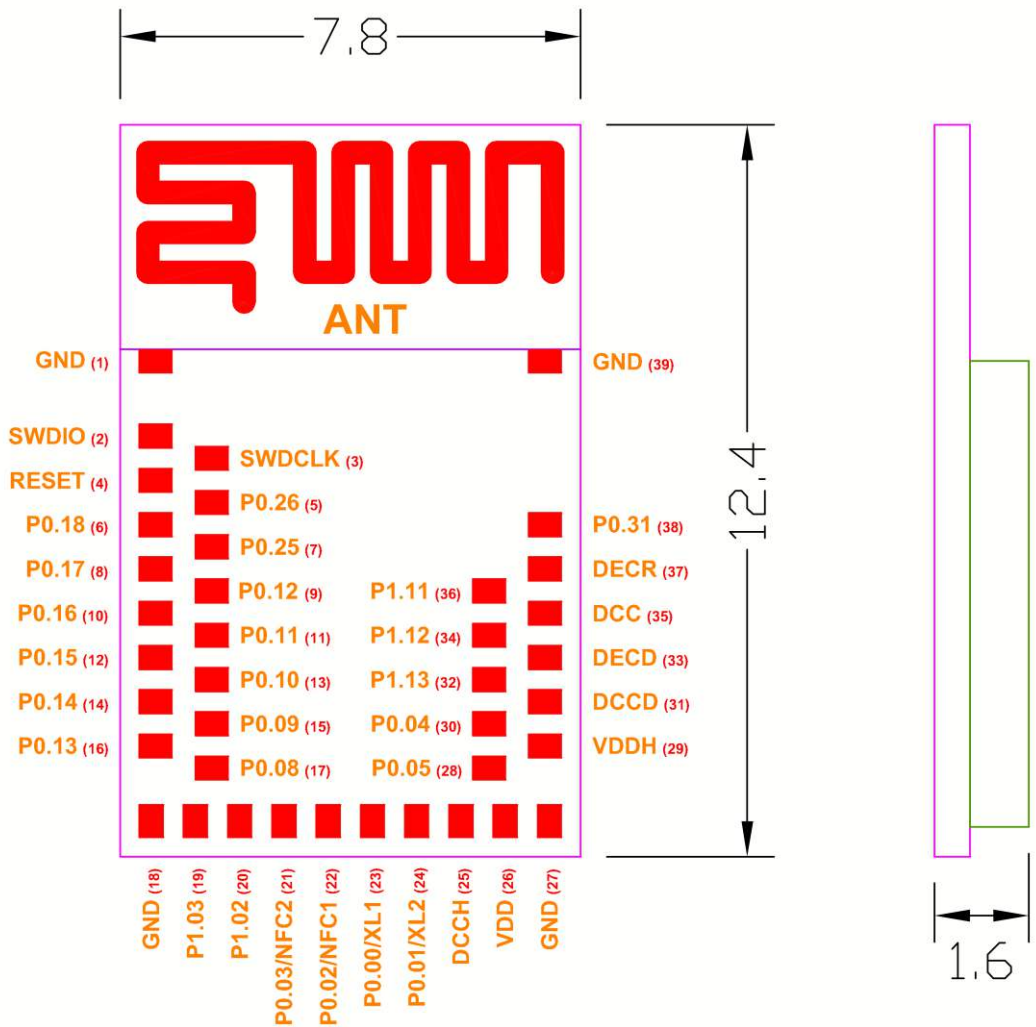 7.8
ANT
GND (1)
GND (39)
12.4
SWDIO (2)
SWDCLK (3)
RESET (4)
P0.26 (5)
P0.18 (6)
P0.31 (38)
P0.25 (7)
P0.17 (8)
DECR (37)
P0.12 (9)
P1.11 (36)
P0.16 (10)
DCC (35)
P0.11 (11)
P1.12 (34)
P0.15 (12)
DECD (33)
P0.10 (13)
P1.13 (32)
P0.14 (14)
DCCD (31)
P0.09 (15)
P0.04 (30)
P0.13 (16)
VDDH (29)
P0.08 (17)
P0.05 (28)
GND (18)
P1.03 (19)
P1.02 (20)
P0.03/NFC2 (21)
P0.02/NFC1 (22)
P0.00/XL1 (23)
P0.01/XL2 (24)
DCCH (25)
VDD (26)
GND (27)
1.6